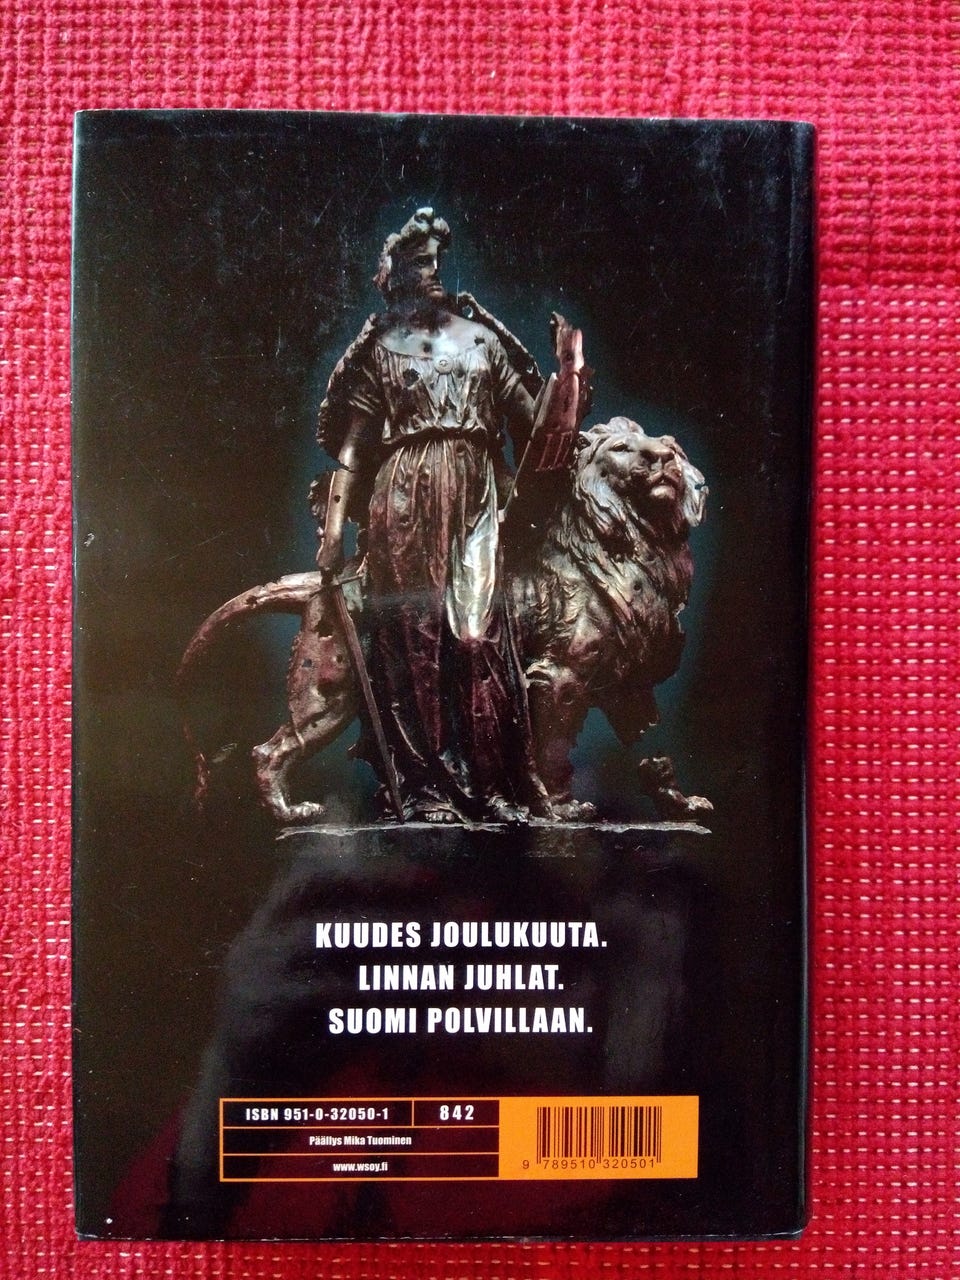 KUUDES JOULUKUUTA.
LINNAN JUHLAT.
SUOMI POLVILLAAN.
ISBN 951-0-32050-1 842
Päällys Mika Tuominen
www.wsoy.fi
9 789510 320501